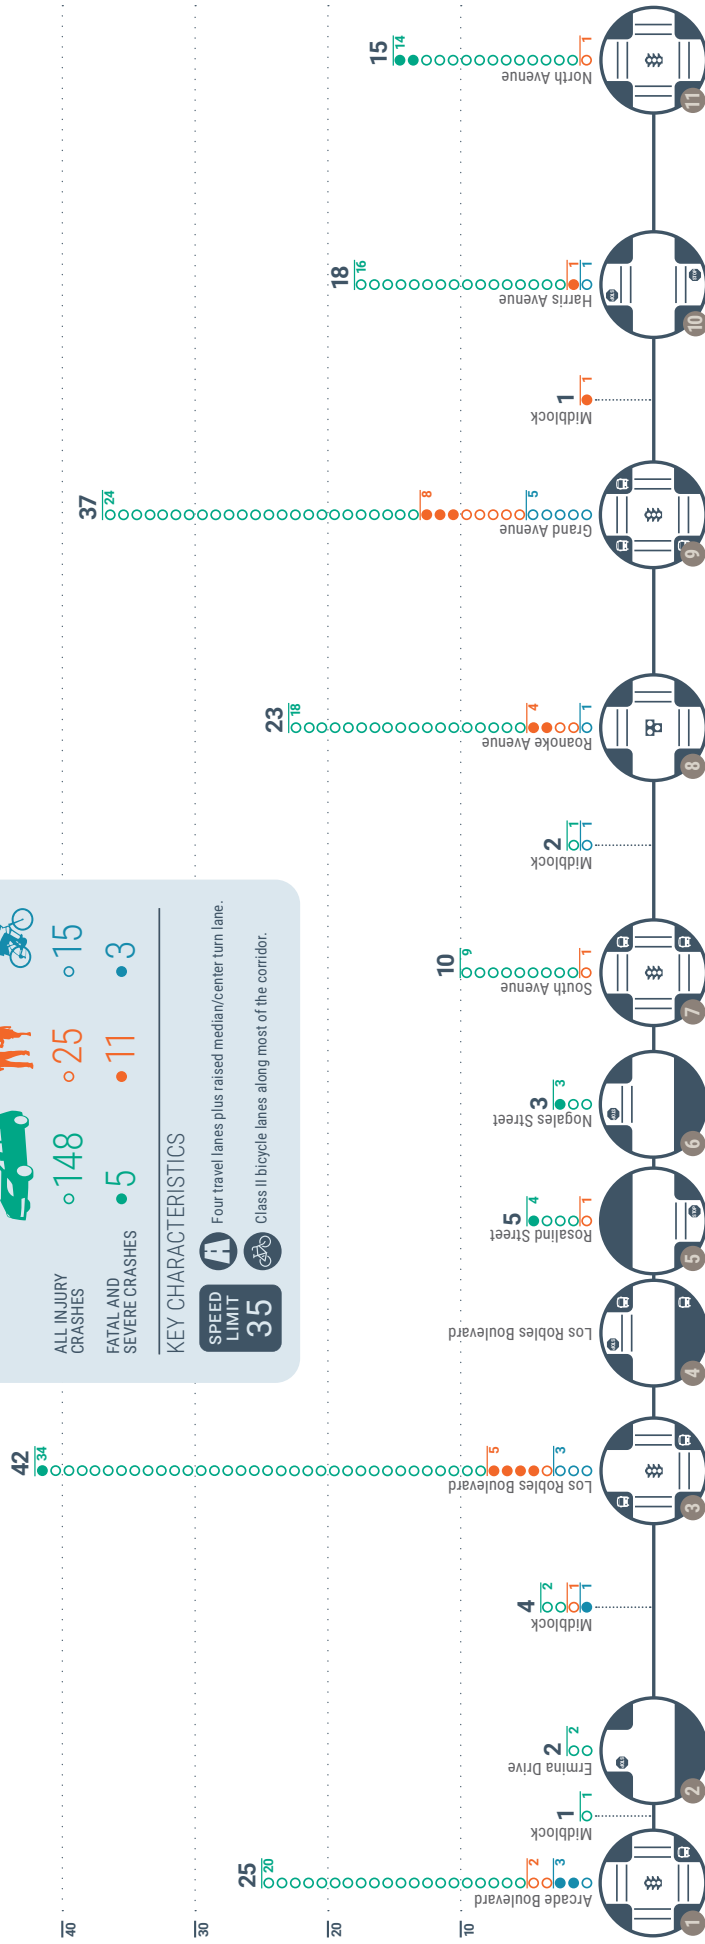 148
25
15
ALL INJURY
CRASHES
5
11
3
FATAL AND
SEVERE CRASHES
KEY CHARACTERISTICS
SPEED
LIMIT
35
Four travel lanes plus raised median/center turn lane.
Class II bicycle lanes along most of the corridor.
40
30
20
10
25
20
2
3
Arcade Boulevard
1
1
1
Midblock
2
2
Ermina Drive
2
4
2
1
1
Midblock
42
34
5
3
Los Robles Boulevard
3
Los Robles Boulevard
4
5
4
1
Rosalind Street
5
3
3
Nogales Street
6
10
9
1
South Avenue
7
2
1
1
Midblock
23
18
4
1
Roanoke Avenue
8
37
24
8
5
Grand Avenue
9
1
1
Midblock
18
16
1
1
Harris Avenue
10
15
14
1
North Avenue
11